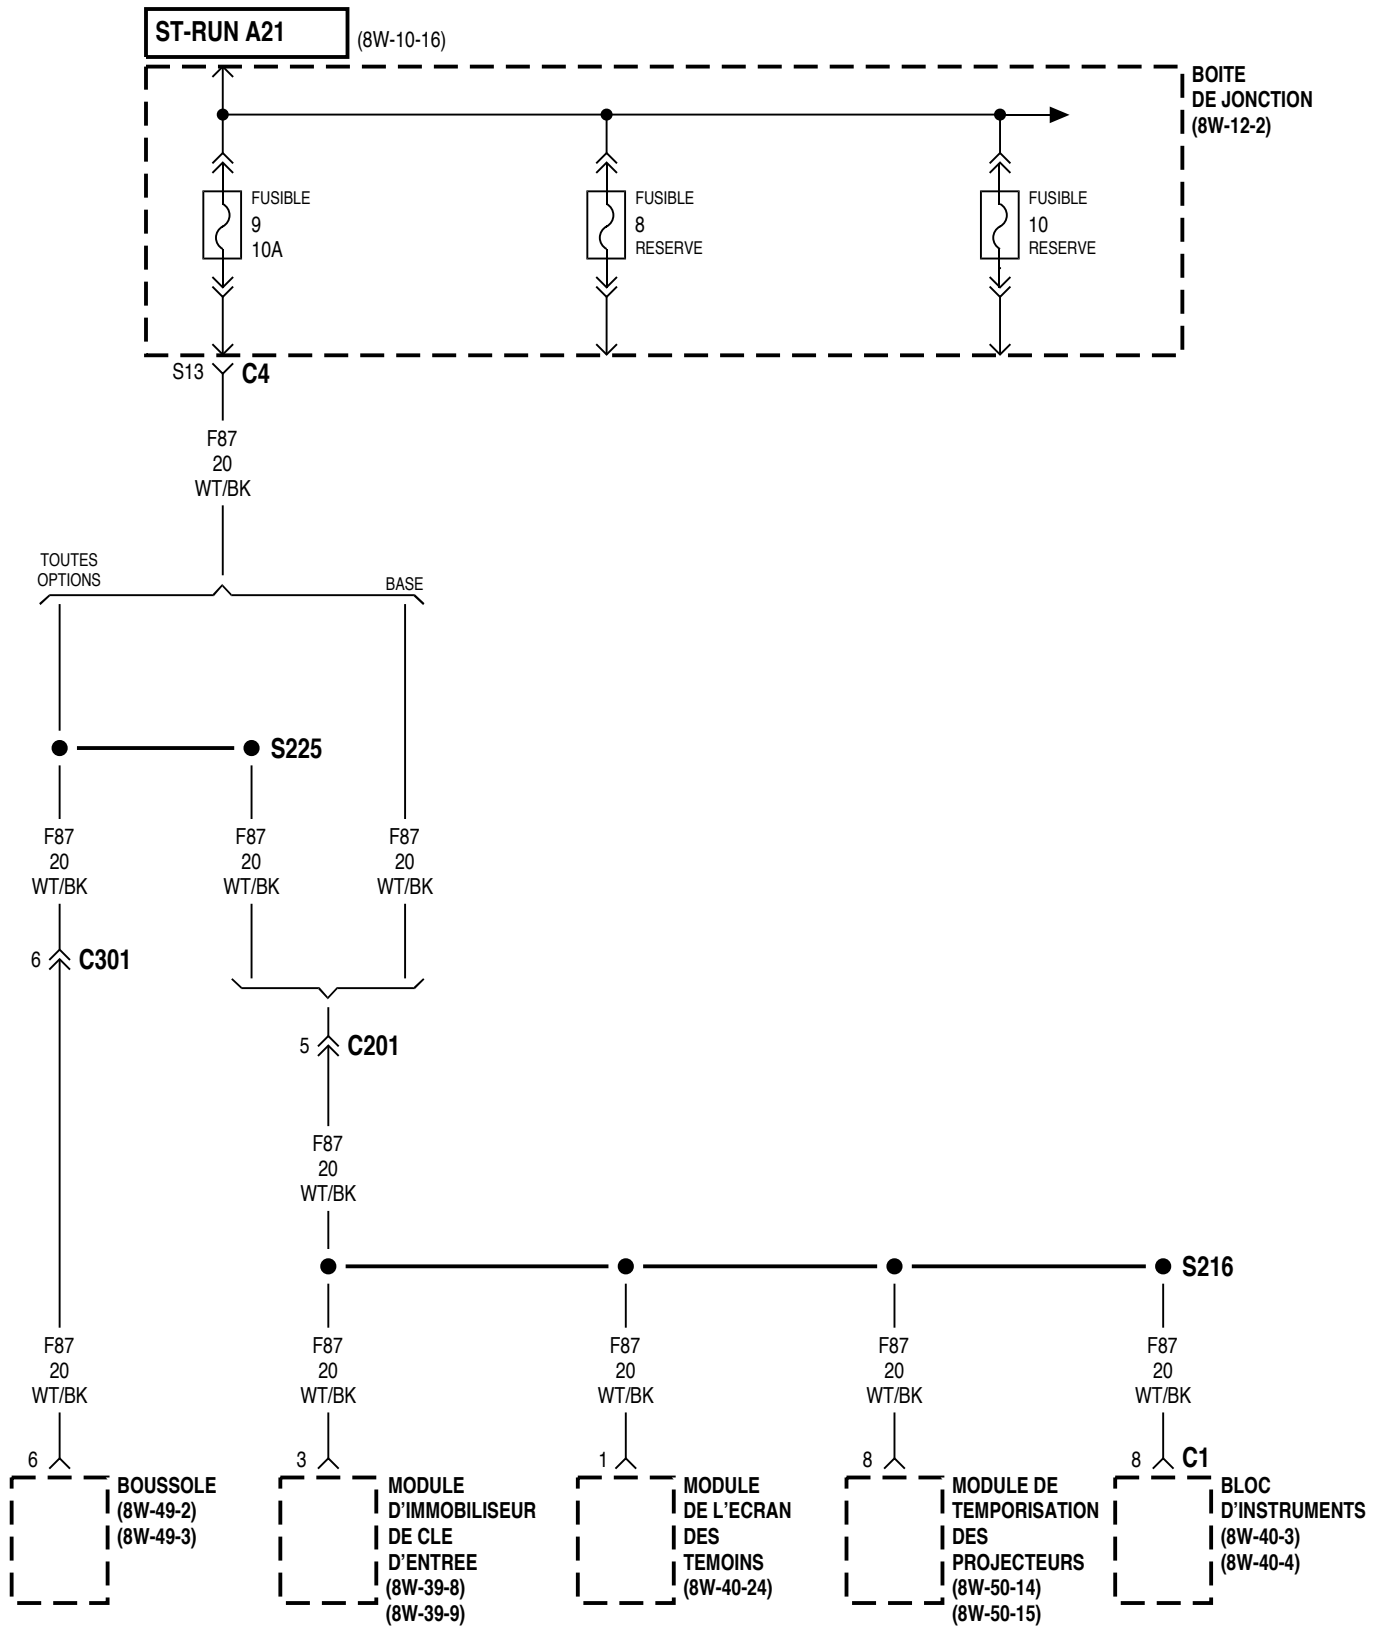 ST-RUN A21
(8W-10-16)
BOITE
DE JONCTION
(8W-12-2)
FUSIBLE
9
10A
FUSIBLE
8
RESERVE
FUSIBLE
10
RESERVE
S13
C4
F87
20
WT/BK
TOUTES
OPTIONS
BASE
S225
F87
20
WT/BK
F87
20
WT/BK
F87
20
WT/BK
6
C301
5
C201
F87
20
WT/BK
S216
F87
20
WT/BK
F87
20
WT/BK
F87
20
WT/BK
F87
20
WT/BK
F87
20
WT/BK
6
BOUSSOLE
(8W-49-2)
(8W-49-3)
3
MODULE
D'IMMOBILISEUR
DE CLE
D'ENTREE
(8W-39-8)
(8W-39-9)
1
MODULE
DE L'ECRAN
DES
TEMOINS
(8W-40-24)
8
MODULE DE
TEMPORISATION
DES
PROJECTEURS
(8W-50-14)
(8W-50-15)
8
C1
BLOC
D'INSTRUMENTS
(8W-40-3)
(8W-40-4)